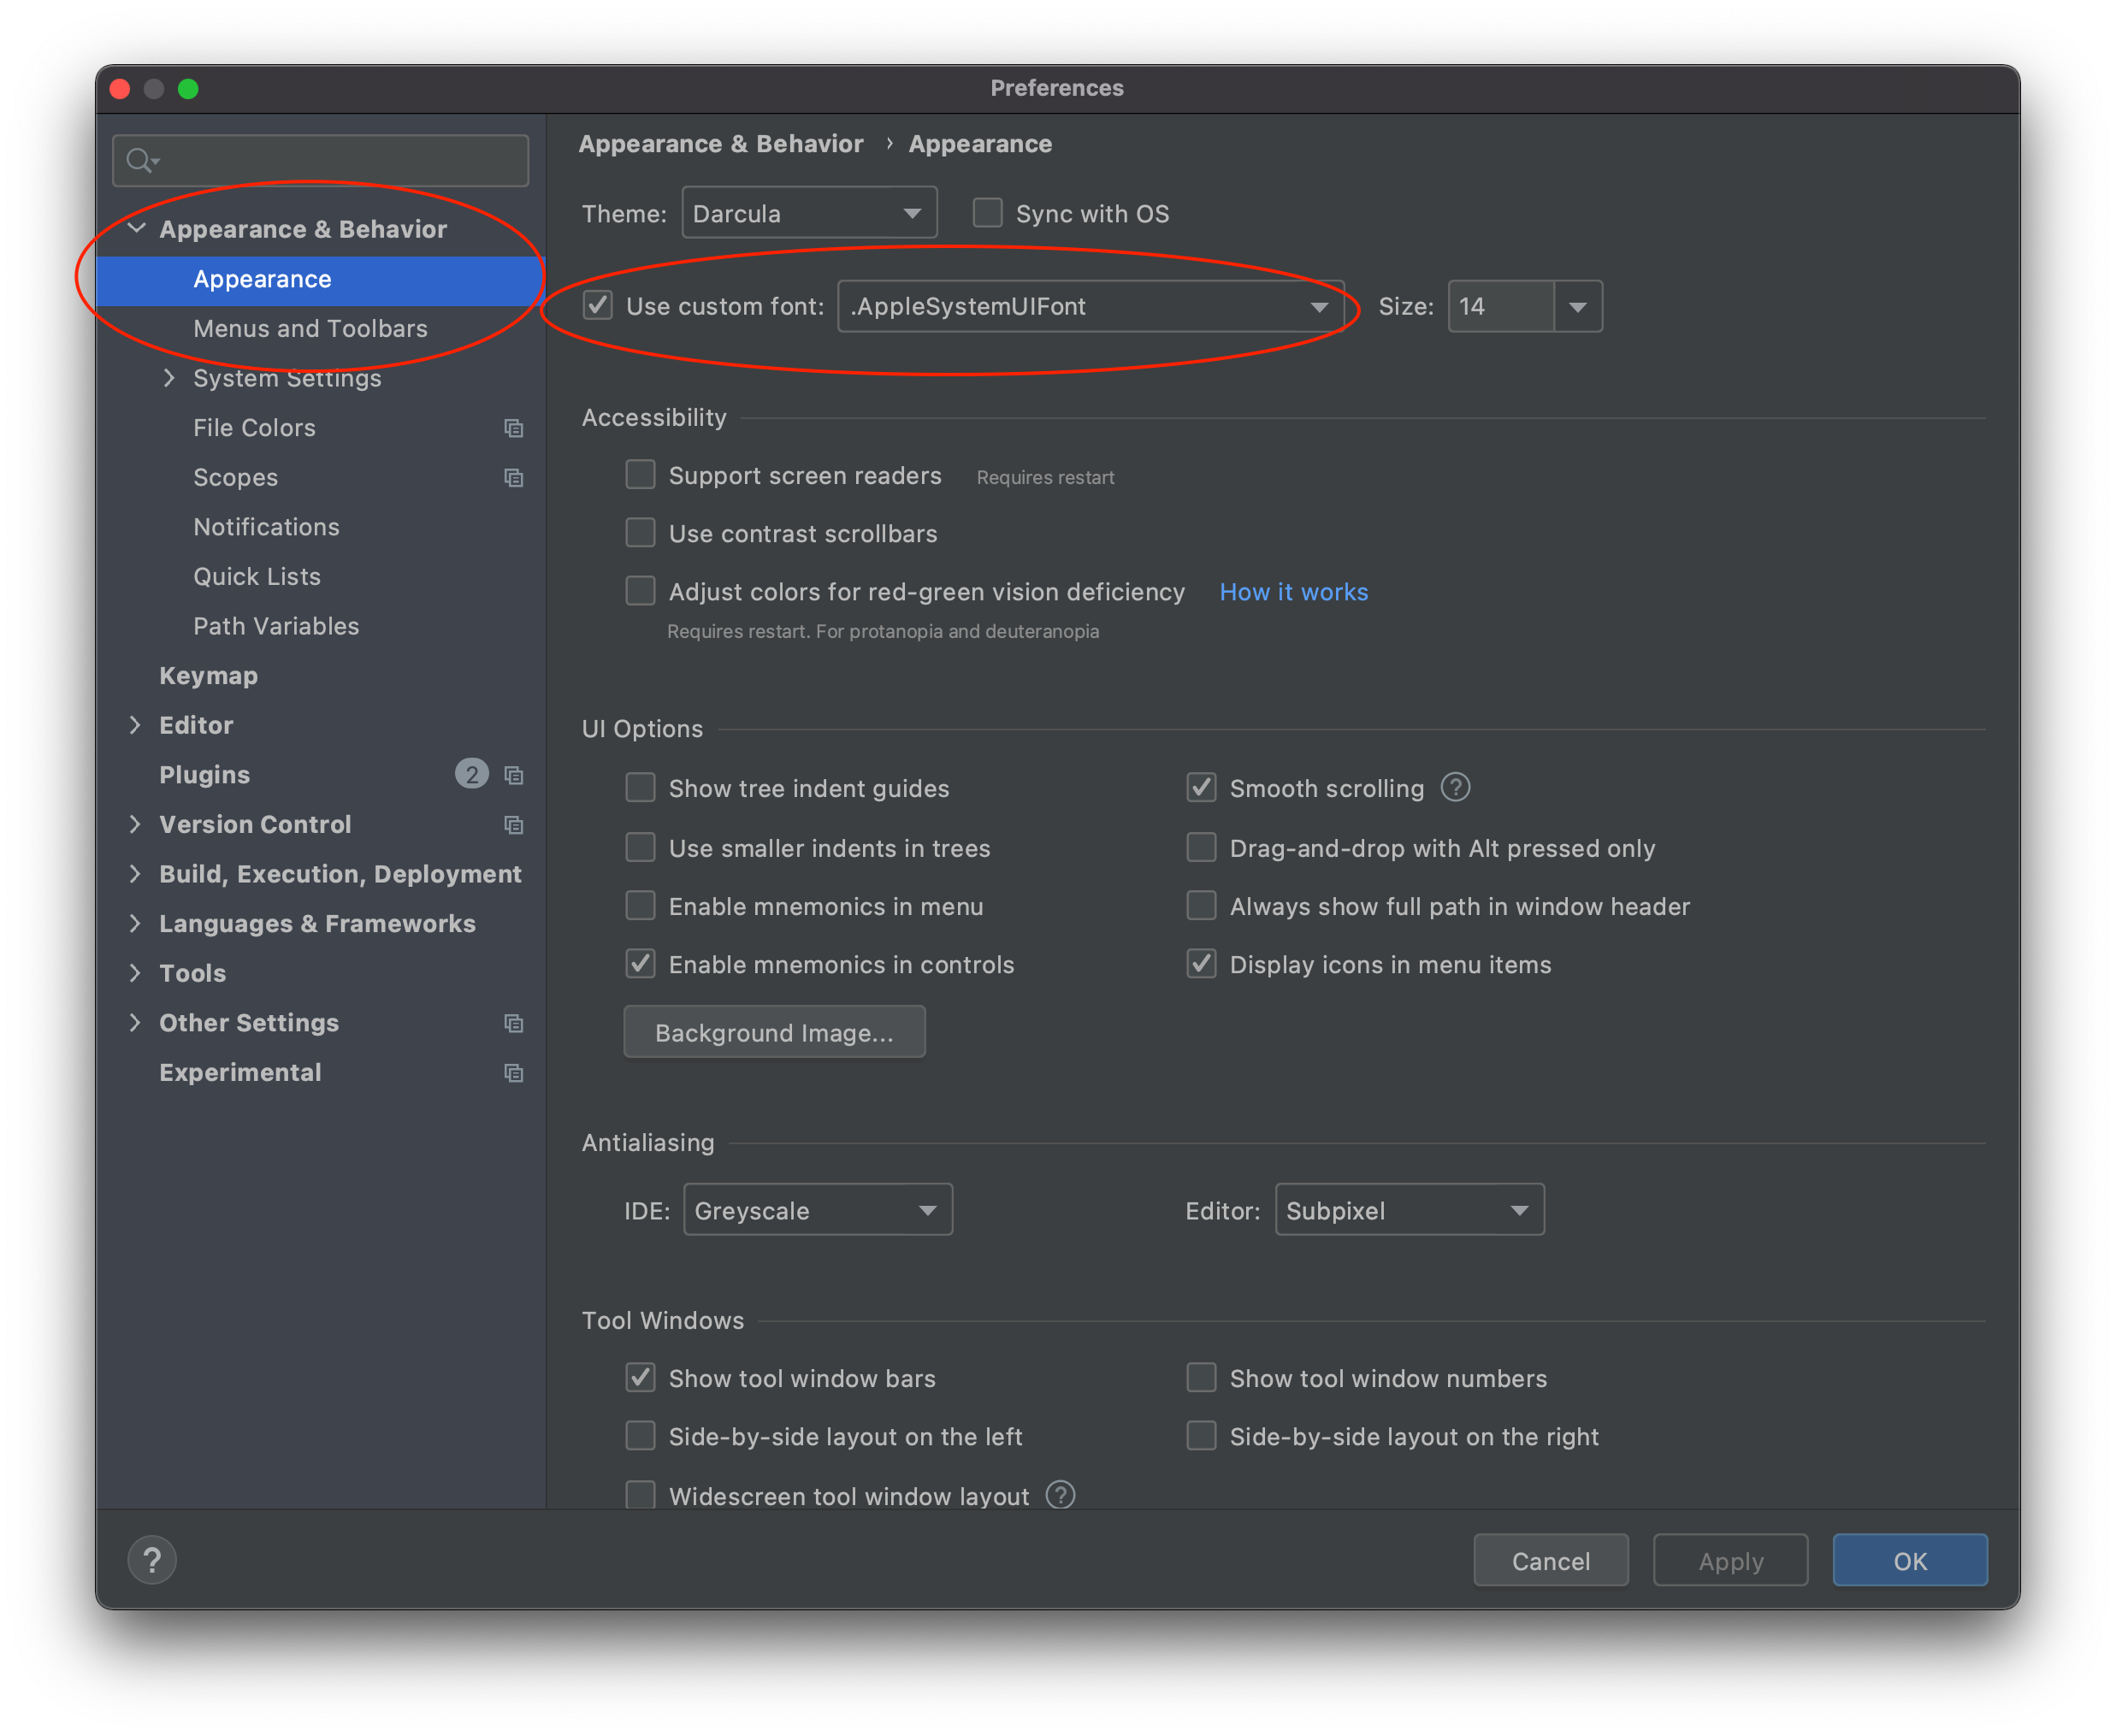 Preferences
Appearance & Behavior
Appearance
Menus and Toolbars
System Settings
File Colors
Scopes
Notifications
Quick Lists
Path Variables
Keymap
Editor
Plugins 2
Version Control
Build, Execution, Deployment
Languages & Frameworks
Tools
Other Settings
Experimental
Appearance & Behavior › Appearance
Theme: Darcula Sync with OS
Use custom font: .AppleSystemUIFont Size: 14
Accessibility
Support screen readers Requires restart
Use contrast scrollbars
Adjust colors for red-green vision deficiency How it works
Requires restart. For protanopia and deuteranopia
UI Options
Show tree indent guides Smooth scrolling ?
Use smaller indents in trees Drag-and-drop with Alt pressed only
Enable mnemonics in menu Always show full path in window header
Enable mnemonics in controls Display icons in menu items
Background Image...
Antialiasing
IDE: Greyscale Editor: Subpixel
Tool Windows
Show tool window bars Show tool window numbers
Side-by-side layout on the left Side-by-side layout on the right
Widescreen tool window layout ?
? Cancel Apply OK